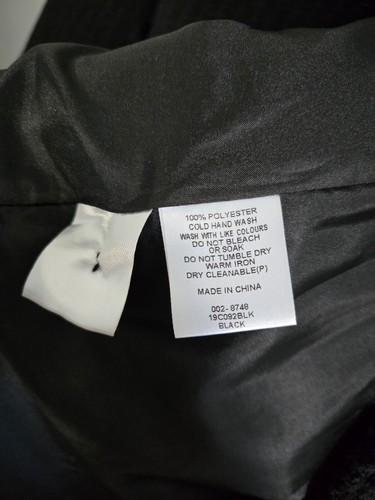 100% POLYESTER
COLD HAND WASH
WASH WITH LIKE COLOURS
DO NOT BLEACH
OR SOAK
DO NOT TUMBLE DRY
WARM IRON
DRY CLEANABLE(P)
MADE IN CHINA
002-8748
19C092BLK
BLACK